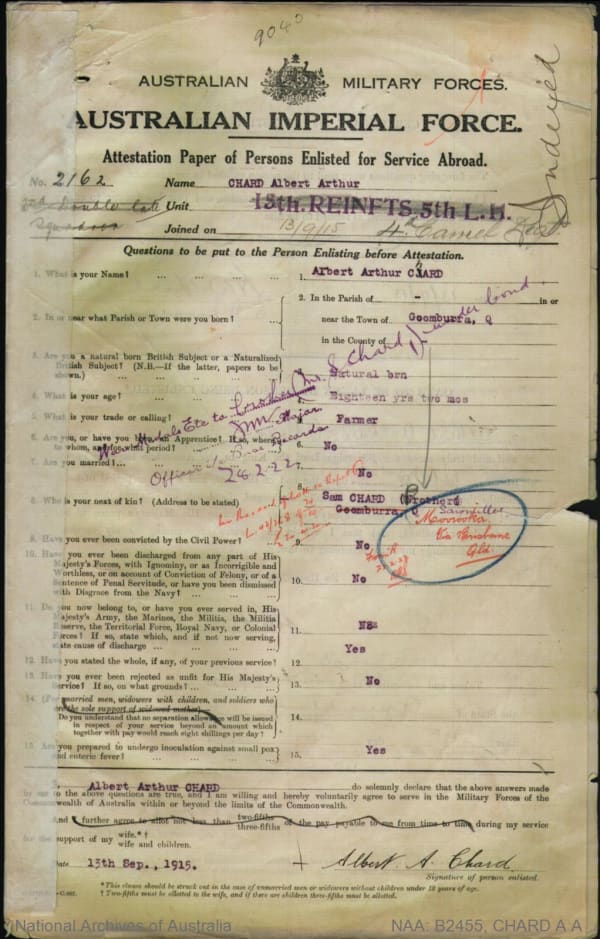 9040
AUSTRALIAN MILITARY FORCES.
AUSTRALIAN IMPERIAL FORCE.
Indexed
Attestation Paper of Persons Enlisted for Service Abroad.
No. 2162 Name CHARD Albert Arthur
Unit 13th. REINFTS. 5th L.H.
Joined on 13/9/15 4th Camel
Questions to be put to the Person Enlisting before Attestation.
1. What is your Name? ... 1. Albert Arthur CHARD
2. In or near what Parish or Town were you born? ... 2. In the Parish of - in or
near the Town of Goomburra, Q
in the County of
3. Are you a natural born British Subject or a Naturalized
British Subject? (N.B.—If the latter, papers to be
shown.) Natural brn
4. What is your age? ... Eighteen yrs two mos
5. What is your trade or calling? ... Farmer
6. Are you, or have you been an Apprentice? If so, where,
to whom, and for what period? No
7. Are you married? ... No
8. Who is your next of kin? (Address to be stated) 8. Sam CHARD (Brother)
Goomburra, Q
Sawmiller
Moorooka
Via Brisbane
Qld.
War Medals Etc to Brother (Mr. S Chard) under bond
Major
Officer i/c Base Records
28.2.22
9. Have you ever been convicted by the Civil Power? 9. No
10. Have you ever been discharged from any part of His
Majesty's Forces, with Ignominy, or as Incorrigible and
Worthless, or on account of Conviction of Felony, or of a
Sentence of Penal Servitude, or have you been dismissed
with Disgrace from the Navy? ... 10. No
11. Do you now belong to, or have you ever served in, His
Majesty's Army, the Marines, the Militia, the Militia
Reserve, the Territorial Force, Royal Navy, or Colonial
Forces? If so, state which, and if not now serving,
state cause of discharge ... 11. No
12. Have you stated the whole, if any, of your previous service? 12. Yes
13. Have you ever been rejected as unfit for His Majesty's
Service? If so, on what grounds? ... 13. No
14. (For married men, widowers with children, and soldiers who
are the sole support of widowed mother)—
Do you understand that no separation allowance will be issued
in respect of your service beyond an amount which
together with pay would reach eight shillings per day? 14.
15. Are you prepared to undergo inoculation against small pox
and enteric fever? ... 15. Yes
I, Albert Arthur CHARD do solemnly declare that the above answers made
by me to the above questions are true, and I am willing and hereby voluntarily agree to serve in the Military Forces of the
Commonwealth of Australia within or beyond the limits of the Commonwealth.
And I further agree to allot not less than two-fifths three-fifths of the pay payable to me from time to time during my service
for the support of my wife.*† wife and children.
Date 13th Sep., 1915. + Albert. A. Chard.
Signature of person enlisted.
*This clause should be struck out in the case of unmarried men or widowers without children under 18 years of age.
† Two-fifths must be allotted to the wife, and if there are children three-fifths must be allotted.
National Archives of Australia NAA: B2455, CHARD A A